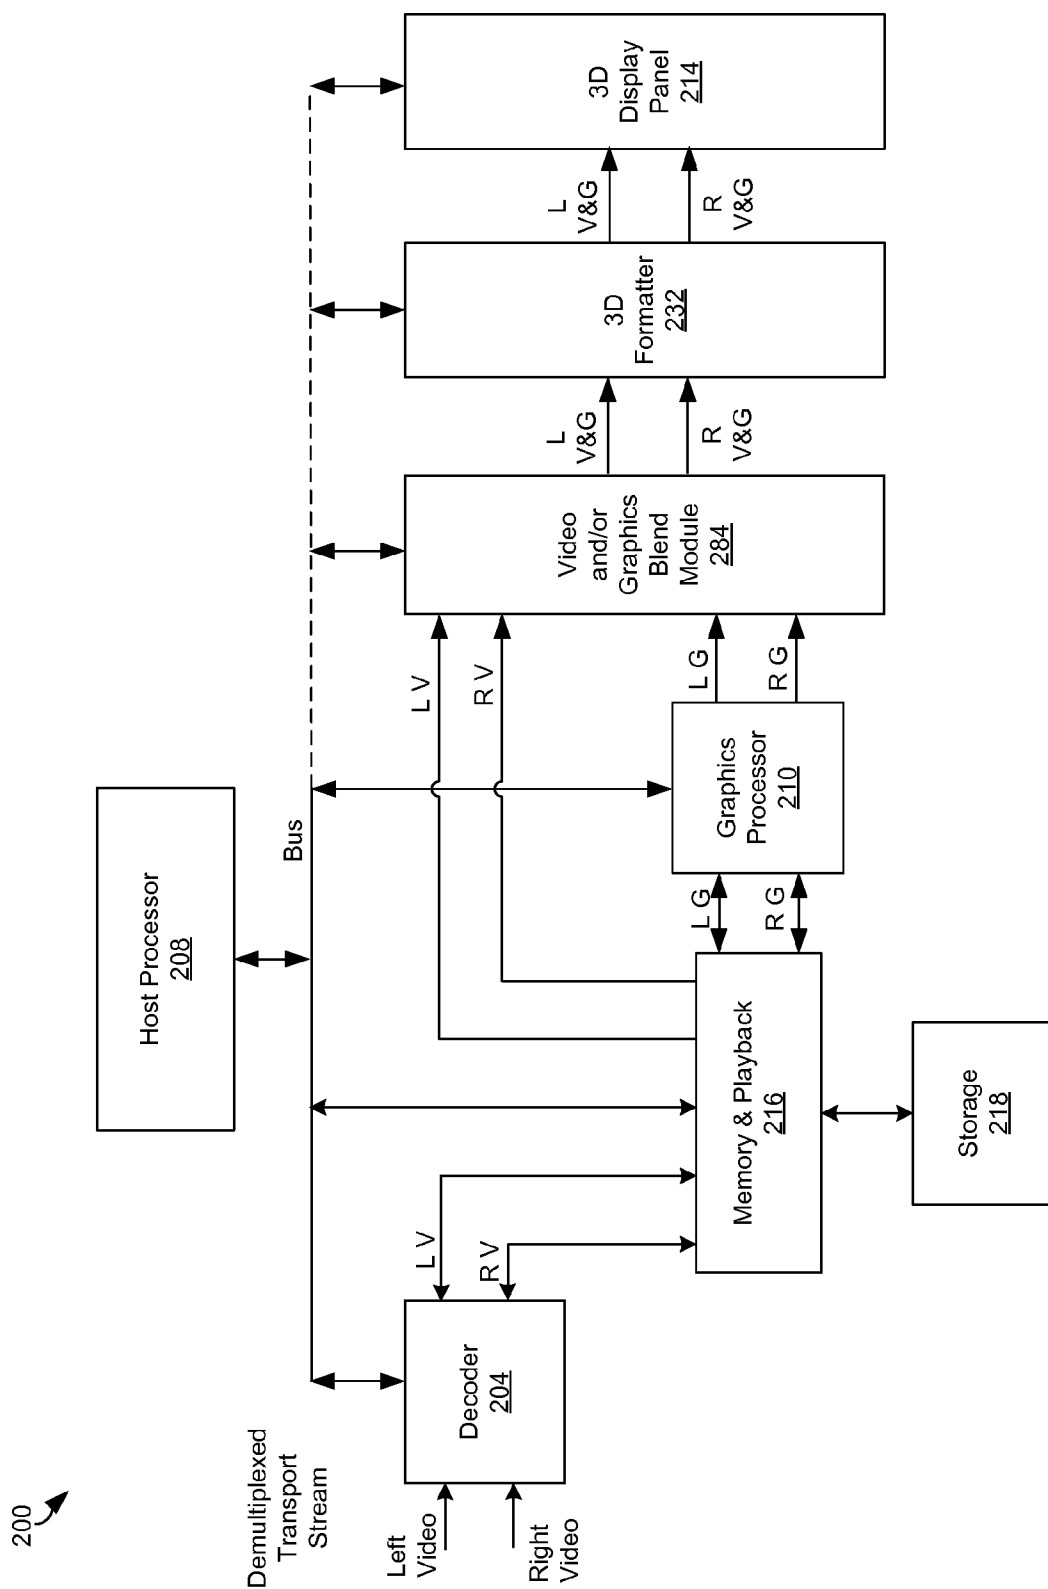 200
Demultiplexed
Transport
Stream
Left
Video
Right
Video
Decoder
204
L V
R V
Host Processor
208
Bus
Memory & Playback
216
Storage
218
L G
R G
Graphics
Processor
210
L V
R V
L G
R G
Video
and/or
Graphics
Blend
Module
284
L
V&G
R
V&G
3D
Formatter
232
L
V&G
R
V&G
3D
Display
Panel
214